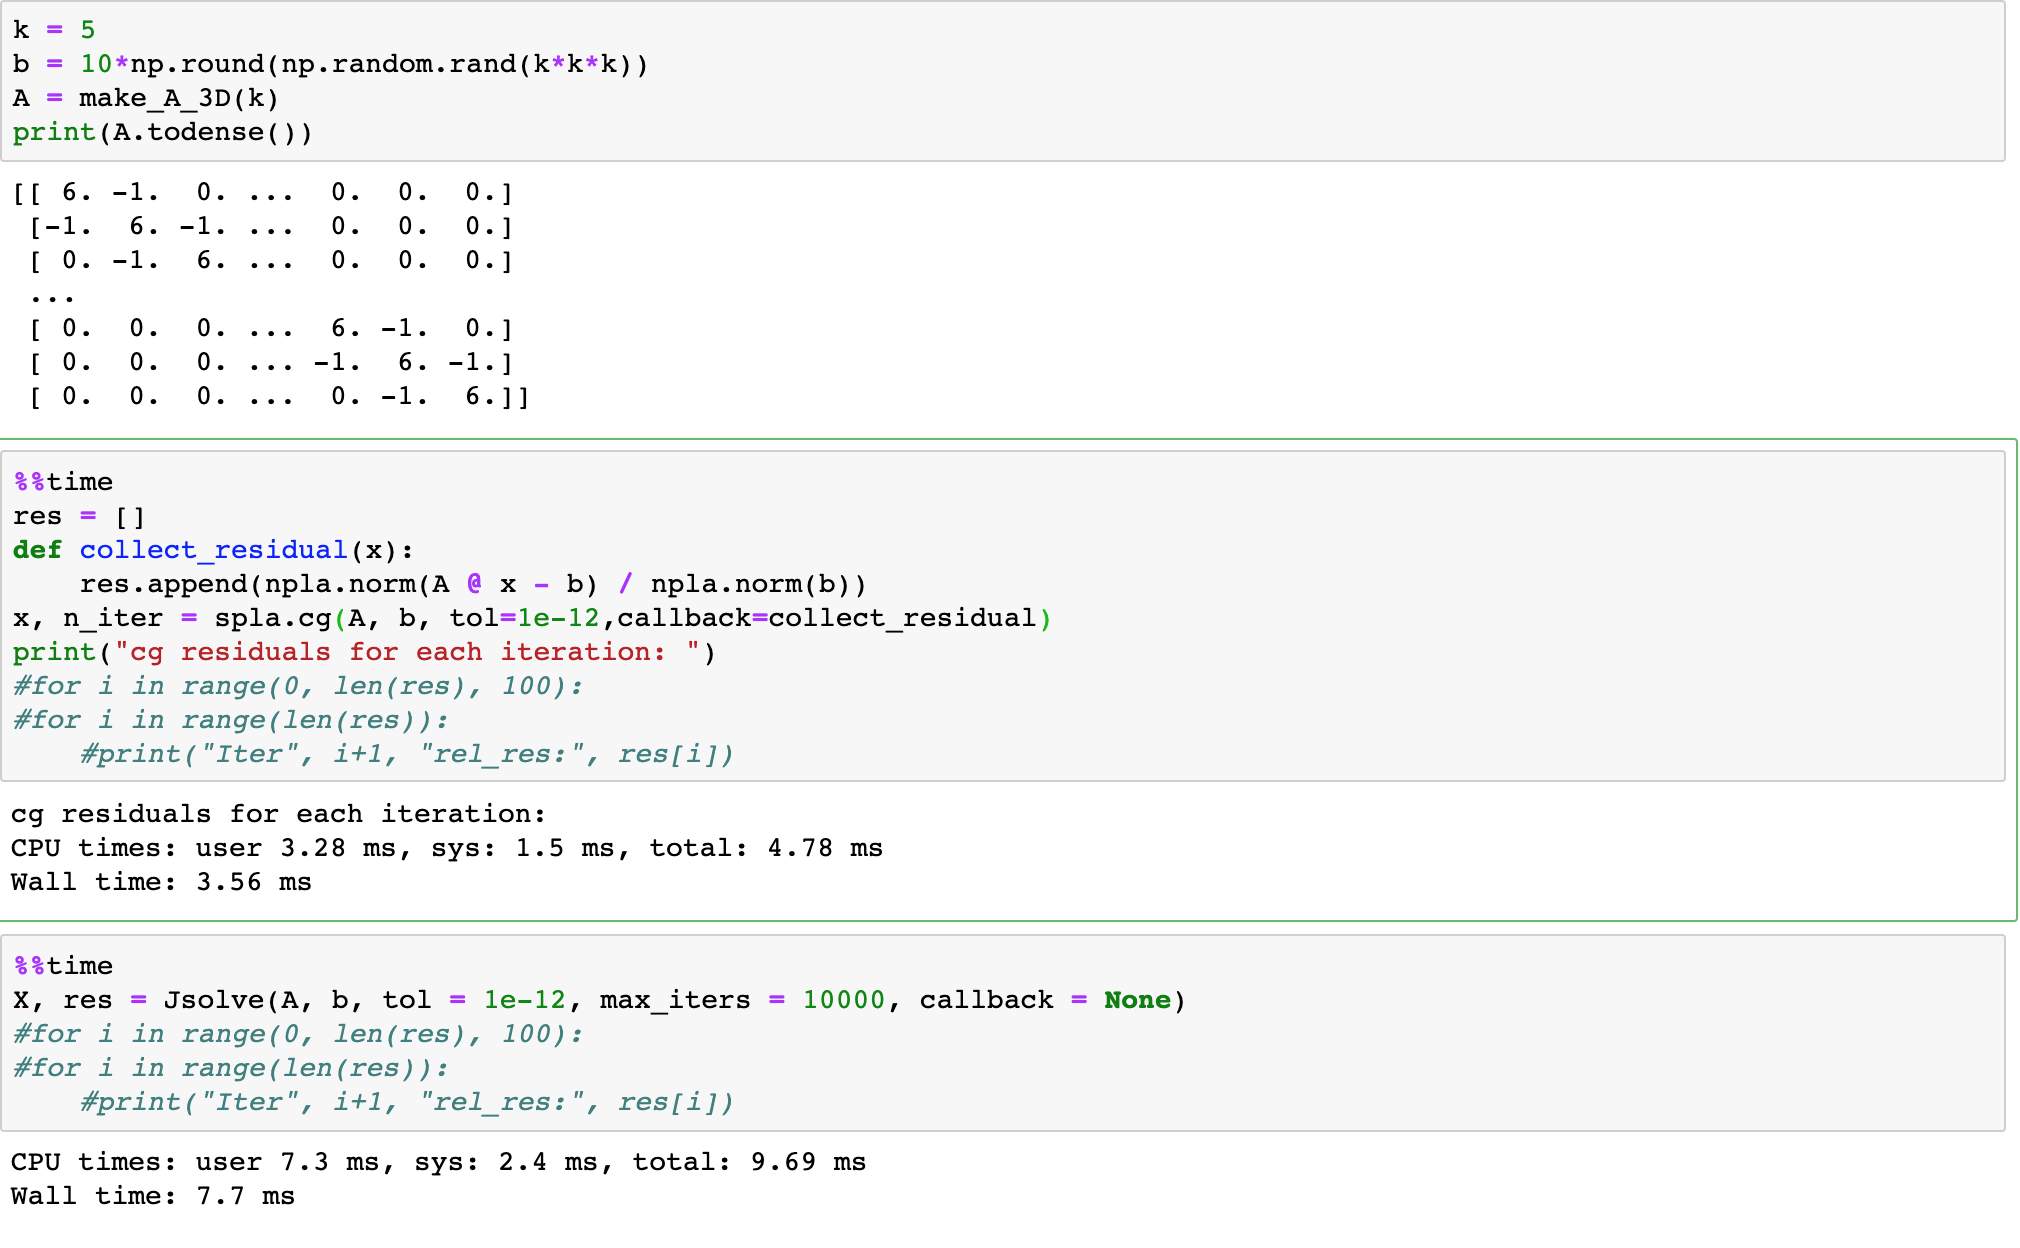 k = 5
b = 10*np.round(np.random.rand(k*k*k))
A = make_A_3D(k)
print(A.todense())
[[ 6. -1.  0. ...  0.  0.  0.]
 [-1.  6. -1. ...  0.  0.  0.]
 [ 0. -1.  6. ...  0.  0.  0.]
 ...
 [ 0.  0.  0. ...  6. -1.  0.]
 [ 0.  0.  0. ... -1.  6. -1.]
 [ 0.  0.  0. ...  0. -1.  6.]]
%%time
res = []
def collect_residual(x):
    res.append(npla.norm(A @ x - b) / npla.norm(b))
x, n_iter = spla.cg(A, b, tol=1e-12,callback=collect_residual)
print("cg residuals for each iteration: ")
#for i in range(0, len(res), 100):
#for i in range(len(res)):
    #print("Iter", i+1, "rel_res:", res[i])
cg residuals for each iteration:
CPU times: user 3.28 ms, sys: 1.5 ms, total: 4.78 ms
Wall time: 3.56 ms
%%time
X, res = Jsolve(A, b, tol = 1e-12, max_iters = 10000, callback = None)
#for i in range(0, len(res), 100):
#for i in range(len(res)):
    #print("Iter", i+1, "rel_res:", res[i])
CPU times: user 7.3 ms, sys: 2.4 ms, total: 9.69 ms
Wall time: 7.7 ms